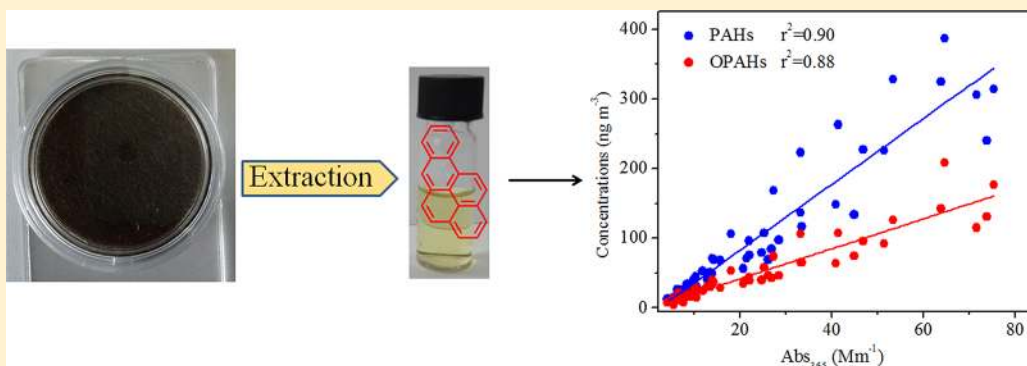 Extraction
PAHs r²=0.90
OPAHs r²=0.88
Concentrations (ng m⁻³)
400
300
200
100
0
20
40
60
80
Abs₃₆₅ (Mm⁻¹)